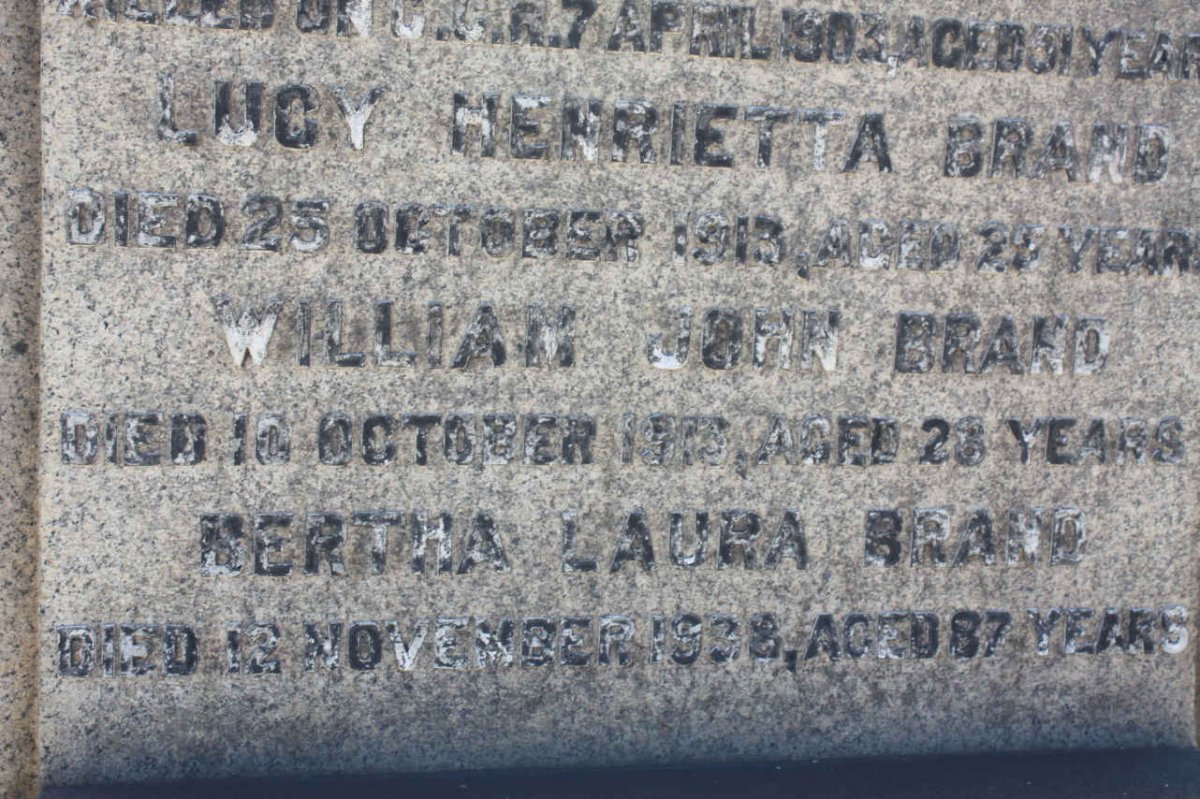 KILLED ON C.G.R. 7 APRIL 1903, AGED 31 YEARS
LUCY HENRIETTA BRAND
DIED 25 OCTOBER 1913, AGED 25 YEARS
WILLIAM JOHN BRAND
DIED 10 OCTOBER 1913, AGED 28 YEARS
BERTHA LAURA BRAND
DIED 12 NOVEMBER 1938, AGED 87 YEARS